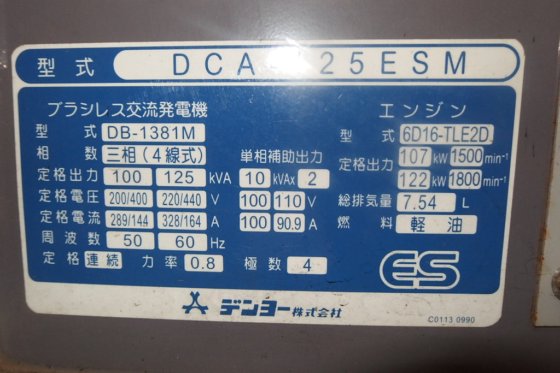 型式 DCA 25ESM
ブラシレス交流発電機
型式 DB-1381M
相数 三相(4線式) 単相補助出力
定格出力 100 125 kVA 10 kVA× 2
定格電圧 200/400 220/440 V 100 110 V
定格電流 289/144 328/164 A 100 90.9 A
周波数 50 60 Hz
定格 連続 力率 0.8 極数 4
エンジン
型式 6D16-TLE2D
定格出力 107 kW 1500 min⁻¹
122 kW 1800 min⁻¹
総排気量 7.54 L
燃料 軽油
ES
デンヨー株式会社
C0113 0990